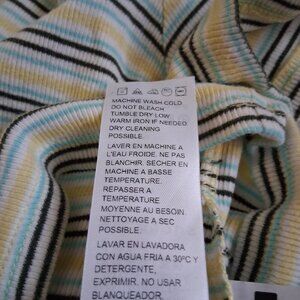 MACHINE WASH COLD
DO NOT BLEACH
TUMBLE DRY LOW
WARM IRON IF NEEDED
DRY CLEANING
POSSIBLE.
LAVER EN MACHINE A
L'EAU FROIDE. NE PAS
BLANCHIR. SECHER EN
MACHINE A BASSE
TEMPERATURE.
REPASSER A
TEMPERATURE
MOYENNE AU BESOIN.
NETTOYAGE A SEC
POSSIBLE.
LAVAR EN LAVADORA
CON AGUA FRIA A 30ºC Y
DETERGENTE,
EXPRIMIR. NO USAR
BLANQUEADOR.